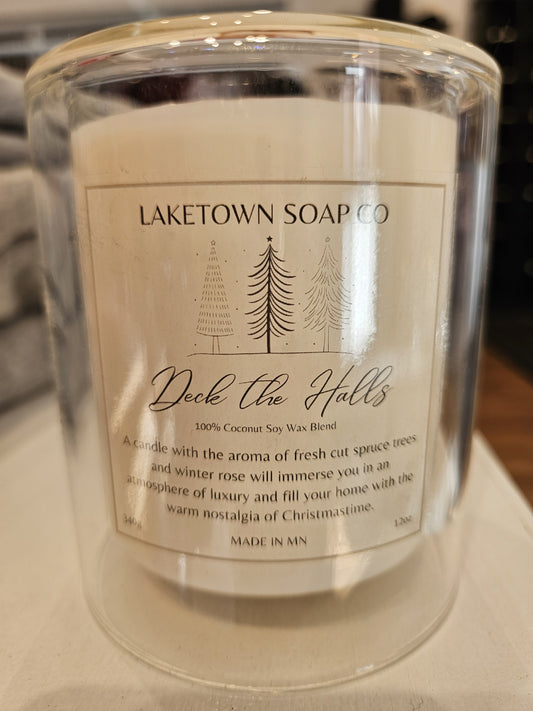 LAKETOWN SOAP CO
Deck the Halls
100% Coconut Soy Wax Blend
A candle with the aroma of fresh cut spruce trees
and winter rose will immerse you in an
atmosphere of luxury and fill your home with the
warm nostalgia of Christmastime.
340g 12oz
MADE IN MN